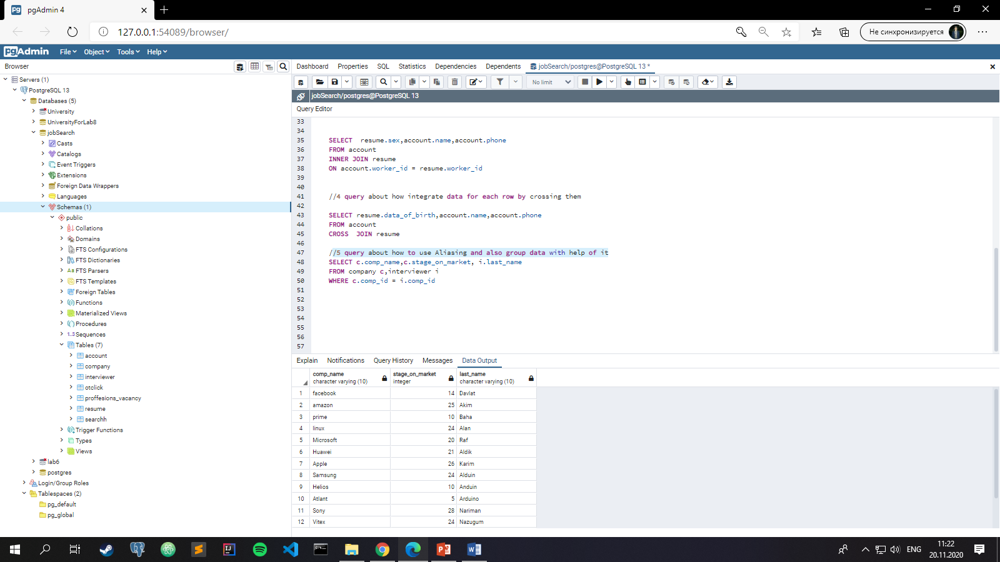 pgAdmin 4
127.0.0.1:54089/browser/
Не синхронизируется
pgAdmin File Object Tools Help
Browser
Dashboard Properties SQL Statistics Dependencies Dependents jobSearch/postgres@PostgreSQL 13 *
Servers (1)
PostgreSQL 13
Databases (5)
University
UniversityForLab8
jobSearch
Casts
Catalogs
Event Triggers
Extensions
Foreign Data Wrappers
Languages
Schemas (1)
public
Collations
Domains
FTS Configurations
FTS Dictionaries
FTS Parsers
FTS Templates
Foreign Tables
Functions
Materialized Views
Procedures
1..3 Sequences
Tables (7)
account
company
interviewer
otclick
proffesions_vacancy
resume
searchh
Trigger Functions
Types
Views
lab6
postgres
Login/Group Roles
Tablespaces (2)
pg_default
pg_global
No limit
jobSearch/postgres@PostgreSQL 13
Query Editor
33
34
35 SELECT  resume.sex,account.name,account.phone
36 FROM account
37 INNER JOIN resume
38 ON account.worker_id = resume.worker_id
39
40
41 //4 query about how integrate data for each row by crossing them
42
43 SELECT resume.data_of_birth,account.name,account.phone
44 FROM account
45 CROSS  JOIN resume
46
47 //5 query about how to use Aliasing and also group data with help of it
48 SELECT c.comp_name,c.stage_on_market, i.last_name
49 FROM company c,interviewer i
50 WHERE c.comp_id = i.comp_id
51
52
53
54
55
56
57
Explain Notifications Query History Messages Data Output
comp_name stage_on_market last_name
character varying (10) integer character varying (10)
1 facebook 14 Davlat
2 amazon 25 Akim
3 prime 10 Baha
4 linux 24 Alan
5 Microsoft 20 Raf
6 Huawei 21 Aldik
7 Apple 26 Karim
8 Samsung 24 Alduin
9 Helios 10 Anduin
10 Atlant 5 Arduino
11 Sony 28 Nariman
12 Vitex 24 Nazugum
ENG
11:22
20.11.2020